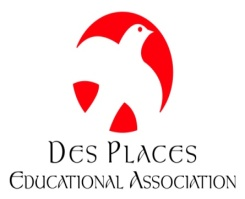 DES PLACES
EDUCATIONAL ASSOCIATION